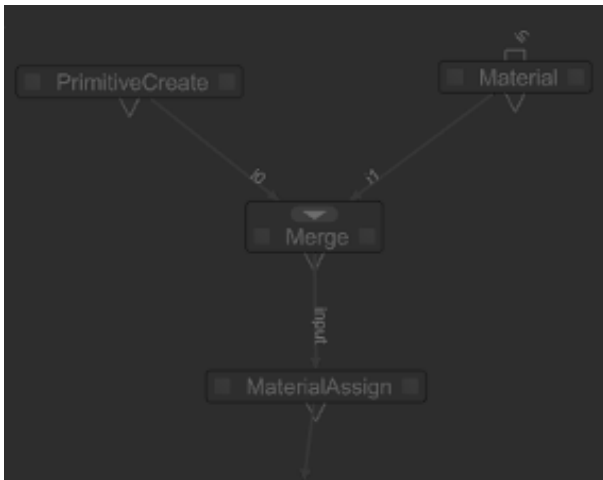 PrimitiveCreate
Material
i0
i1
Merge
input
MaterialAssign